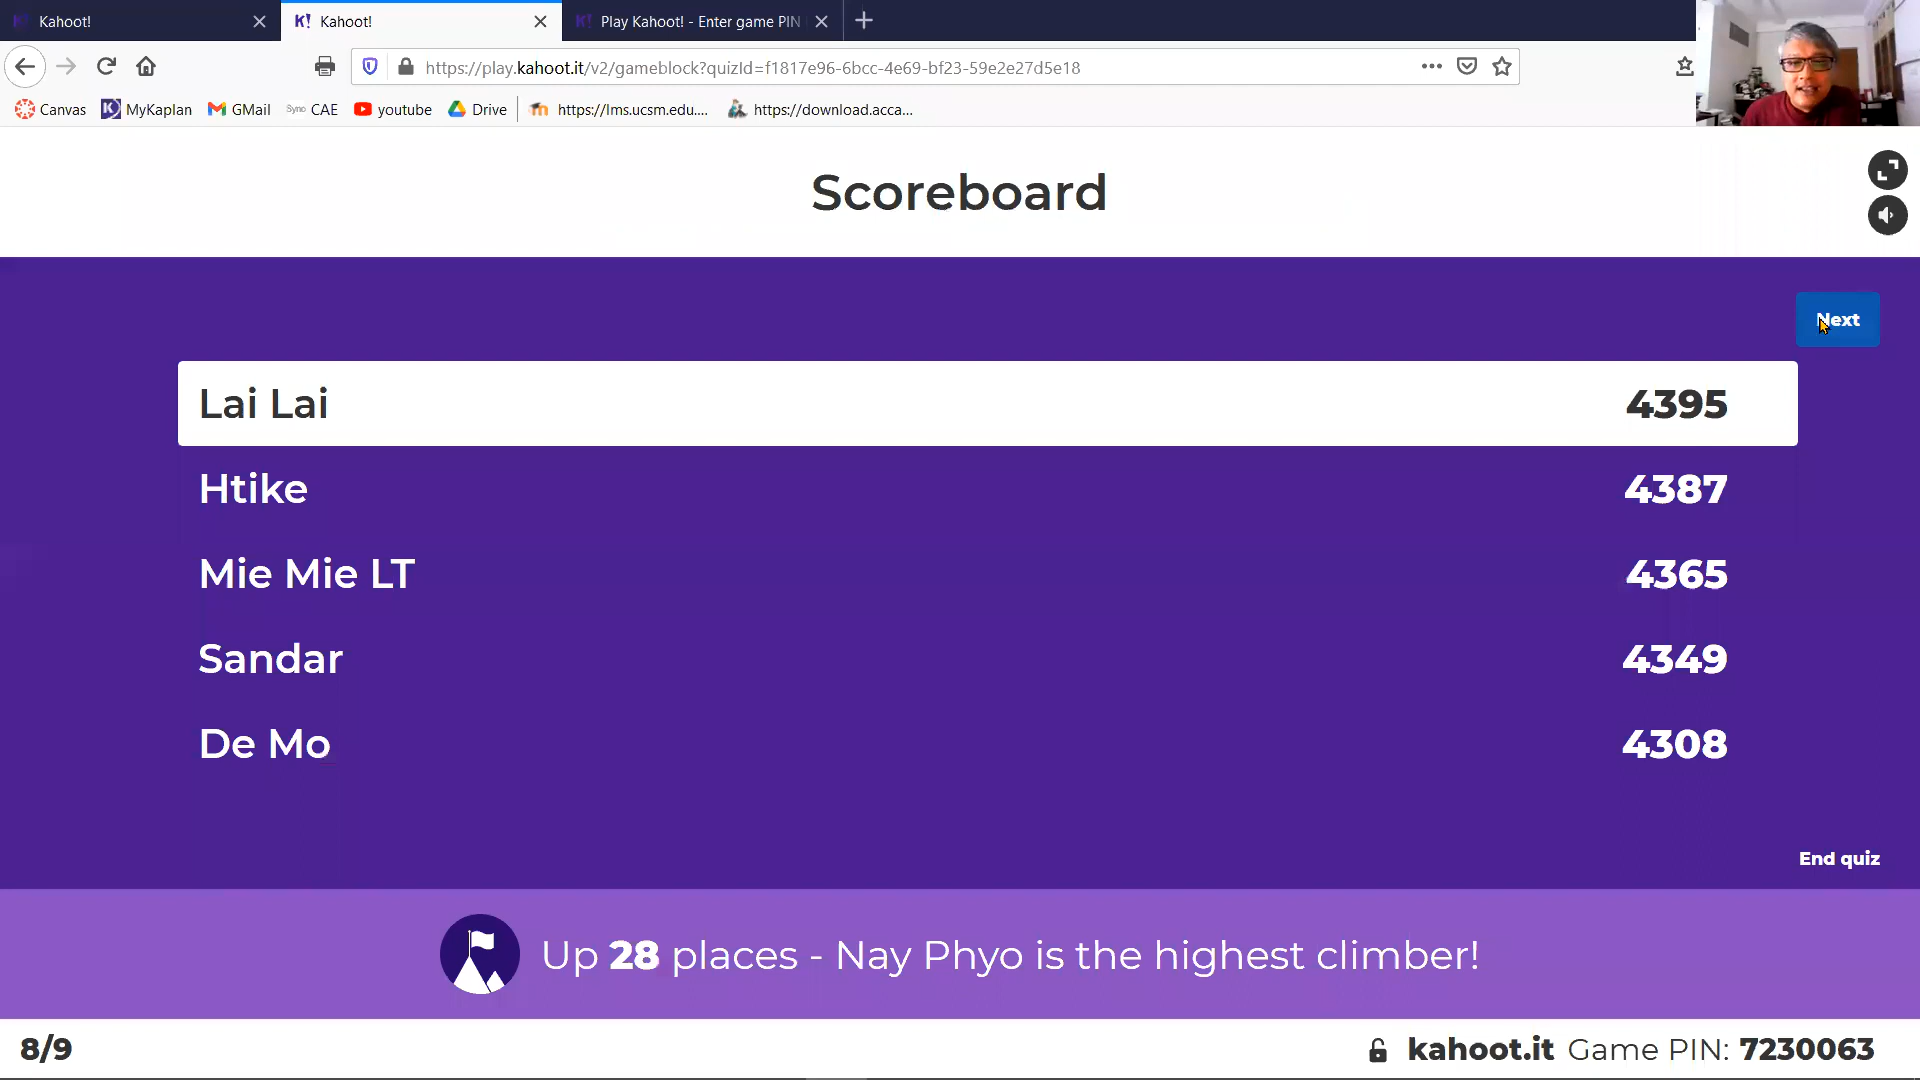 Kahoot!
K! Kahoot!
K! Play Kahoot! - Enter game PIN
https://play.kahoot.it/v2/gameblock?quizId=f1817e96-6bcc-4e69-bf23-59e2e27d5e18
Canvas MyKaplan GMail Sync CAE youtube Drive https://lms.ucsm.edu.... https://download.acca...
Scoreboard
Next
Lai Lai 4395
Htike 4387
Mie Mie LT 4365
Sandar 4349
De Mo 4308
End quiz
Up 28 places - Nay Phyo is the highest climber!
8/9
kahoot.it Game PIN: 7230063